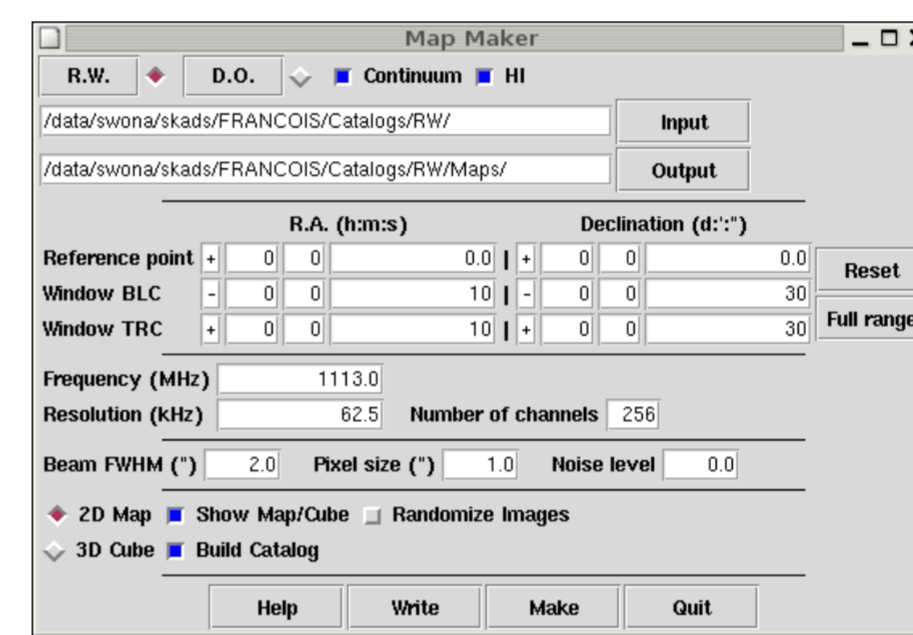 Map Maker
R.W. D.O. Continuum HI
/data/swona/skads/FRANCOIS/Catalogs/RW/ Input
/data/swona/skads/FRANCOIS/Catalogs/RW/Maps/ Output
R.A. (h:m:s) Declination (d:':")
Reference point + 0 0 0.0 | + 0 0 0.0
Reset
Window BLC - 0 0 10 | - 0 0 30
Full range
Window TRC + 0 0 10 | + 0 0 30
Frequency (MHz) 1113.0
Resolution (kHz) 62.5 Number of channels 256
Beam FWHM (") 2.0 Pixel size (") 1.0 Noise level 0.0
2D Map Show Map/Cube Randomize Images
3D Cube Build Catalog
Help Write Make Quit